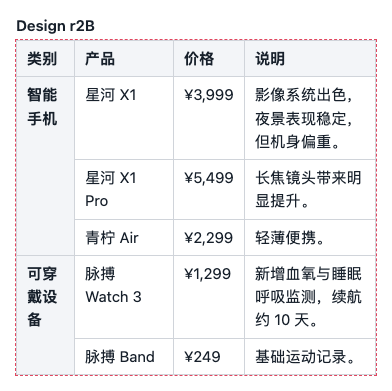 Design r2B
类别 产品 价格 说明
智能手机 星河 X1 ¥3,999 影像系统出色，
夜景表现稳定，
但机身偏重。
星河 X1 Pro ¥5,499 长焦镜头带来明
显提升。
青柠 Air ¥2,299 轻薄便携。
可穿戴设备 脉搏 Watch 3 ¥1,299 新增血氧与睡眠
呼吸监测，续航
约 10 天。
脉搏 Band ¥249 基础运动记录。